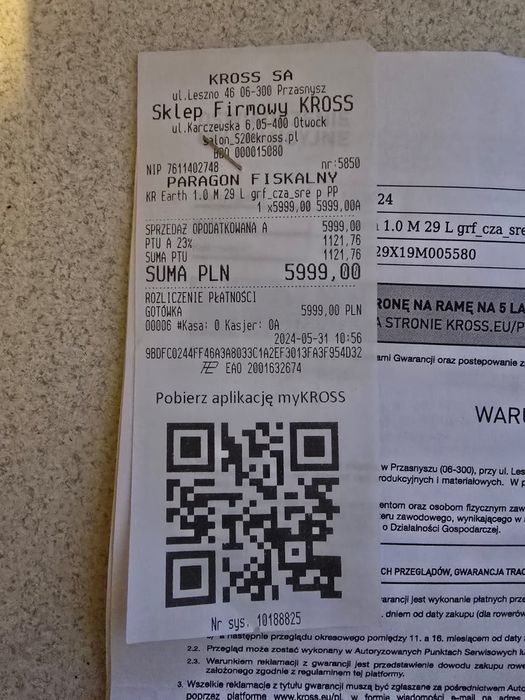 KROSS SA
ul.Leszno 46 06-300 Przasnysz
Sklep Firmowy KROSS
ul.Karczewska 6,05-400 Otwock
salon_520@kross.pl
BDO 000015080
NIP 7611402748 nr:5850
PARAGON FISKALNY
KR Earth 1.0 M 29 L grf_cza_sre p PP
1 x5999,00 5999,00A
SPRZEDAŻ OPODATKOWANA A 5999,00
PTU A 23% 1121,76
SUMA PTU 1121,76
SUMA PLN 5999,00
ROZLICZENIE PŁATNOŚCI
GOTÓWKA 5999,00 PLN
00006 #Kasa: 0 Kasjer: 0A
2024-05-31 10:56
9BDFC0244FF46A3A8033C1A2EF3013FA3F954D32
EAO 2001632674
Pobierz aplikację myKROSS
Nr sys. 10188825
24
1.0 M 29 L grf_cza_sre
29X19M005580
RONĘ NA RAMĘ NA 5 LA
A STRONIE KROSS.EU/P
ami Gwarancji oraz postępowanie z
WARU
w Przasnyszu (06-300), przy ul. Les
rodukcyjnych i materiałowych. W p
entom oraz osobom fizycznym zaw
eru zawodowego, wynikającego w
o Działalności Gospodarczej.
CH PRZEGLĄDÓW, GWARANCJA TRAC
arancji jest wykonanie płatnych prze
dniem od daty zakupu (dla rowerów
następnie przeglądu okresowego pomiędzy 11. a 16. miesiącem od daty
2.2. Przegląd może zostać wykonany w Autoryzowanych Punktach Serwisowych lu
2.3. Warunkiem reklamacji z gwarancji jest przedstawienie dowodu zakupu rowe
założonego zgodnie z regulaminem tej platformy.
3. Wszelkie reklamacje z tytułu gwarancji muszą być zgłaszane za pośrednictwem
poprzez platformę www.kross.eu/pl, w formie wiadomości e-mail na adres